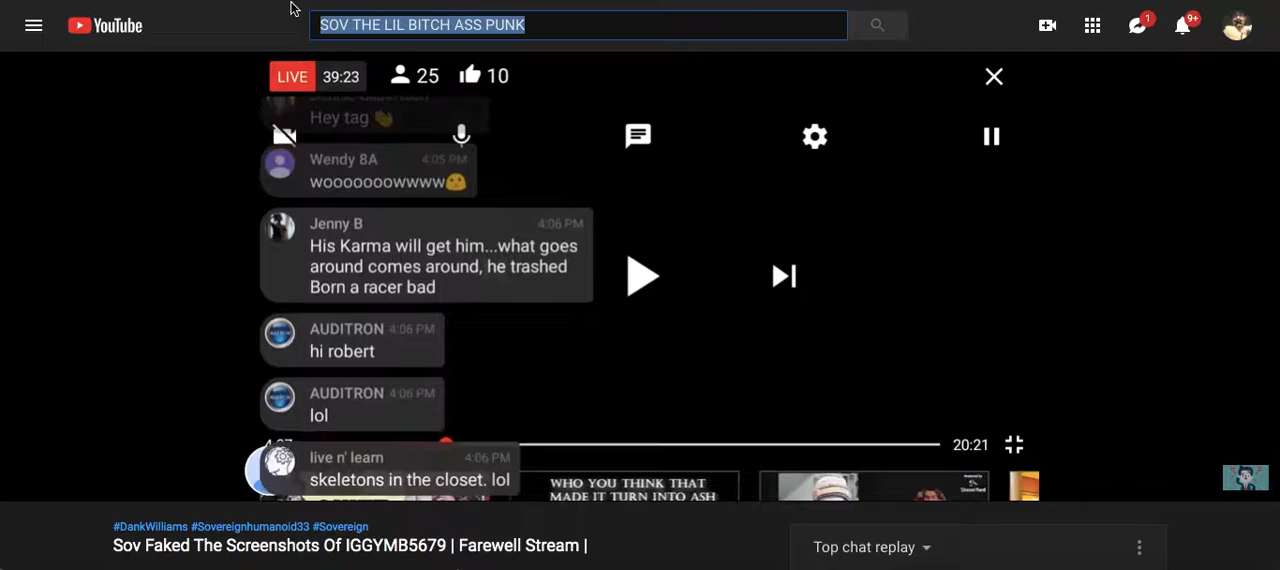 YouTube
SOV THE LIL BITCH ASS PUNK
1
9+
LIVE 39:23 25 10
Hey tag
Wendy BA 4:05 PM
wooooooowwww
Jenny B 4:06 PM
His Karma will get him...what goes
around comes around, he trashed
Born a racer bad
AUDITRON 4:06 PM
hi robert
AUDITRON 4:06 PM
lol
20:21
live n' learn 4:06 PM
skeletons in the closet. lol
WHO YOU THINK THAT
MADE IT TURN INTO ASH
#DankWilliams #Sovereignhumanoid33 #Sovereign
Sov Faked The Screenshots Of IGGYMB5679 | Farewell Stream |
Top chat replay